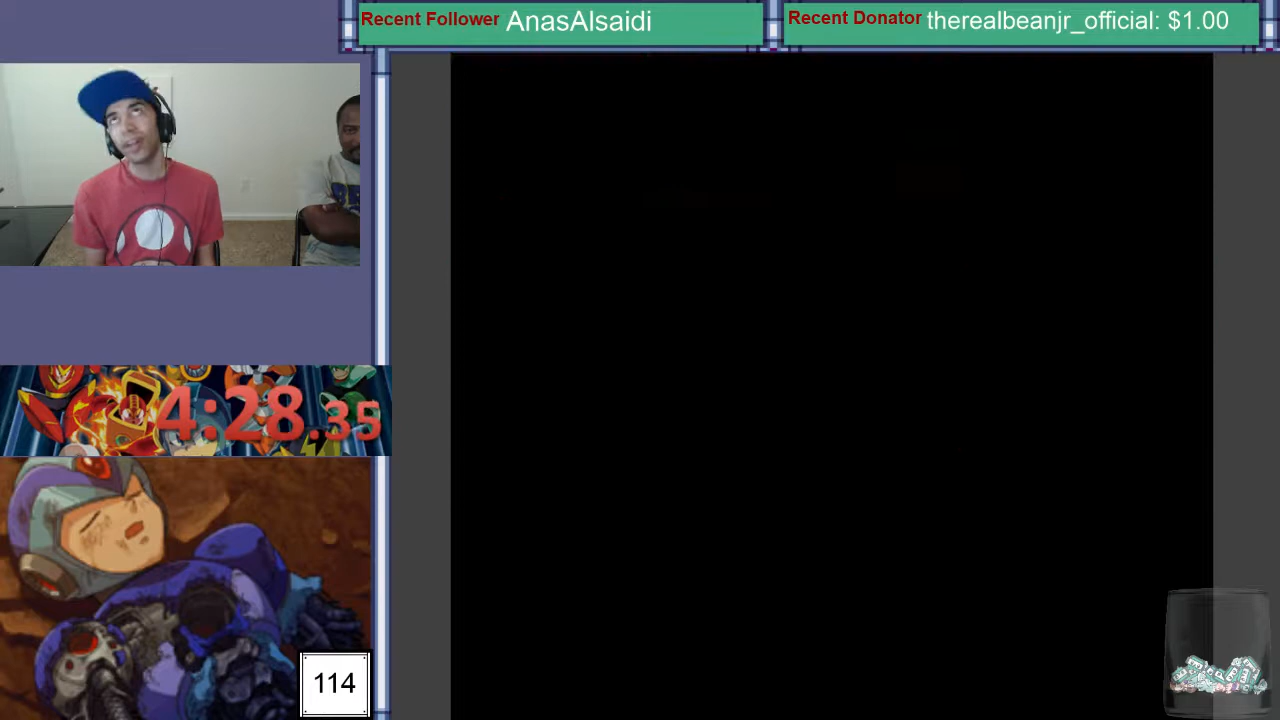 Recent Follower AnasAlsaidi
Recent Donator therealbeanjr_official: $1.00
4:28.35
114